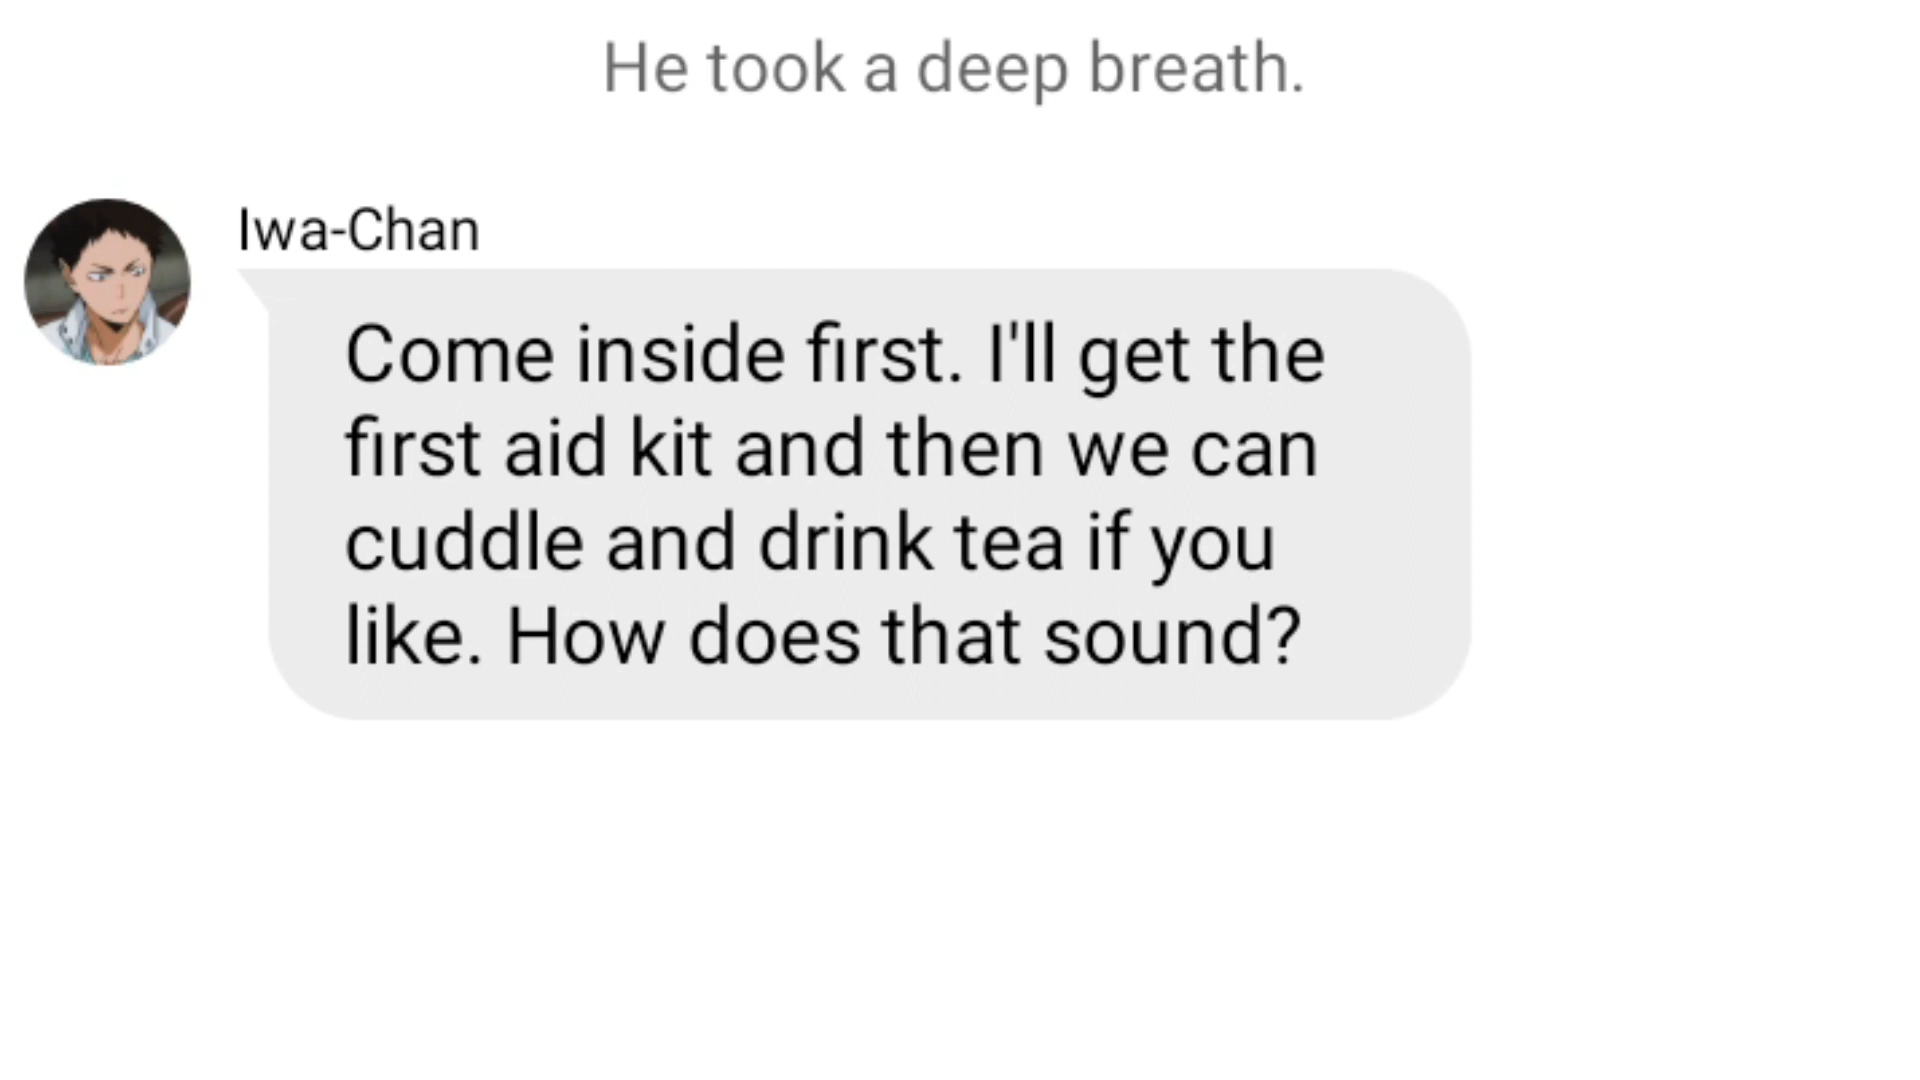 He took a deep breath.
Iwa-Chan
Come inside first. I'll get the
first aid kit and then we can
cuddle and drink tea if you
like. How does that sound?